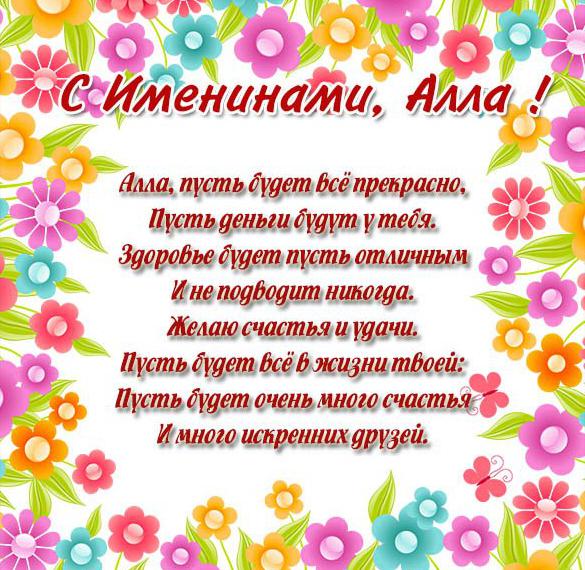 С Именинами, Алла !
Алла, пусть будет всё прекрасно,
Пусть деньги будут у тебя.
Здоровье будет пусть отличным
И не подводит никогда.
Желаю счастья и удачи.
Пусть будет всё в жизни твоей:
Пусть будет очень много счастья
И много искренних друзей.